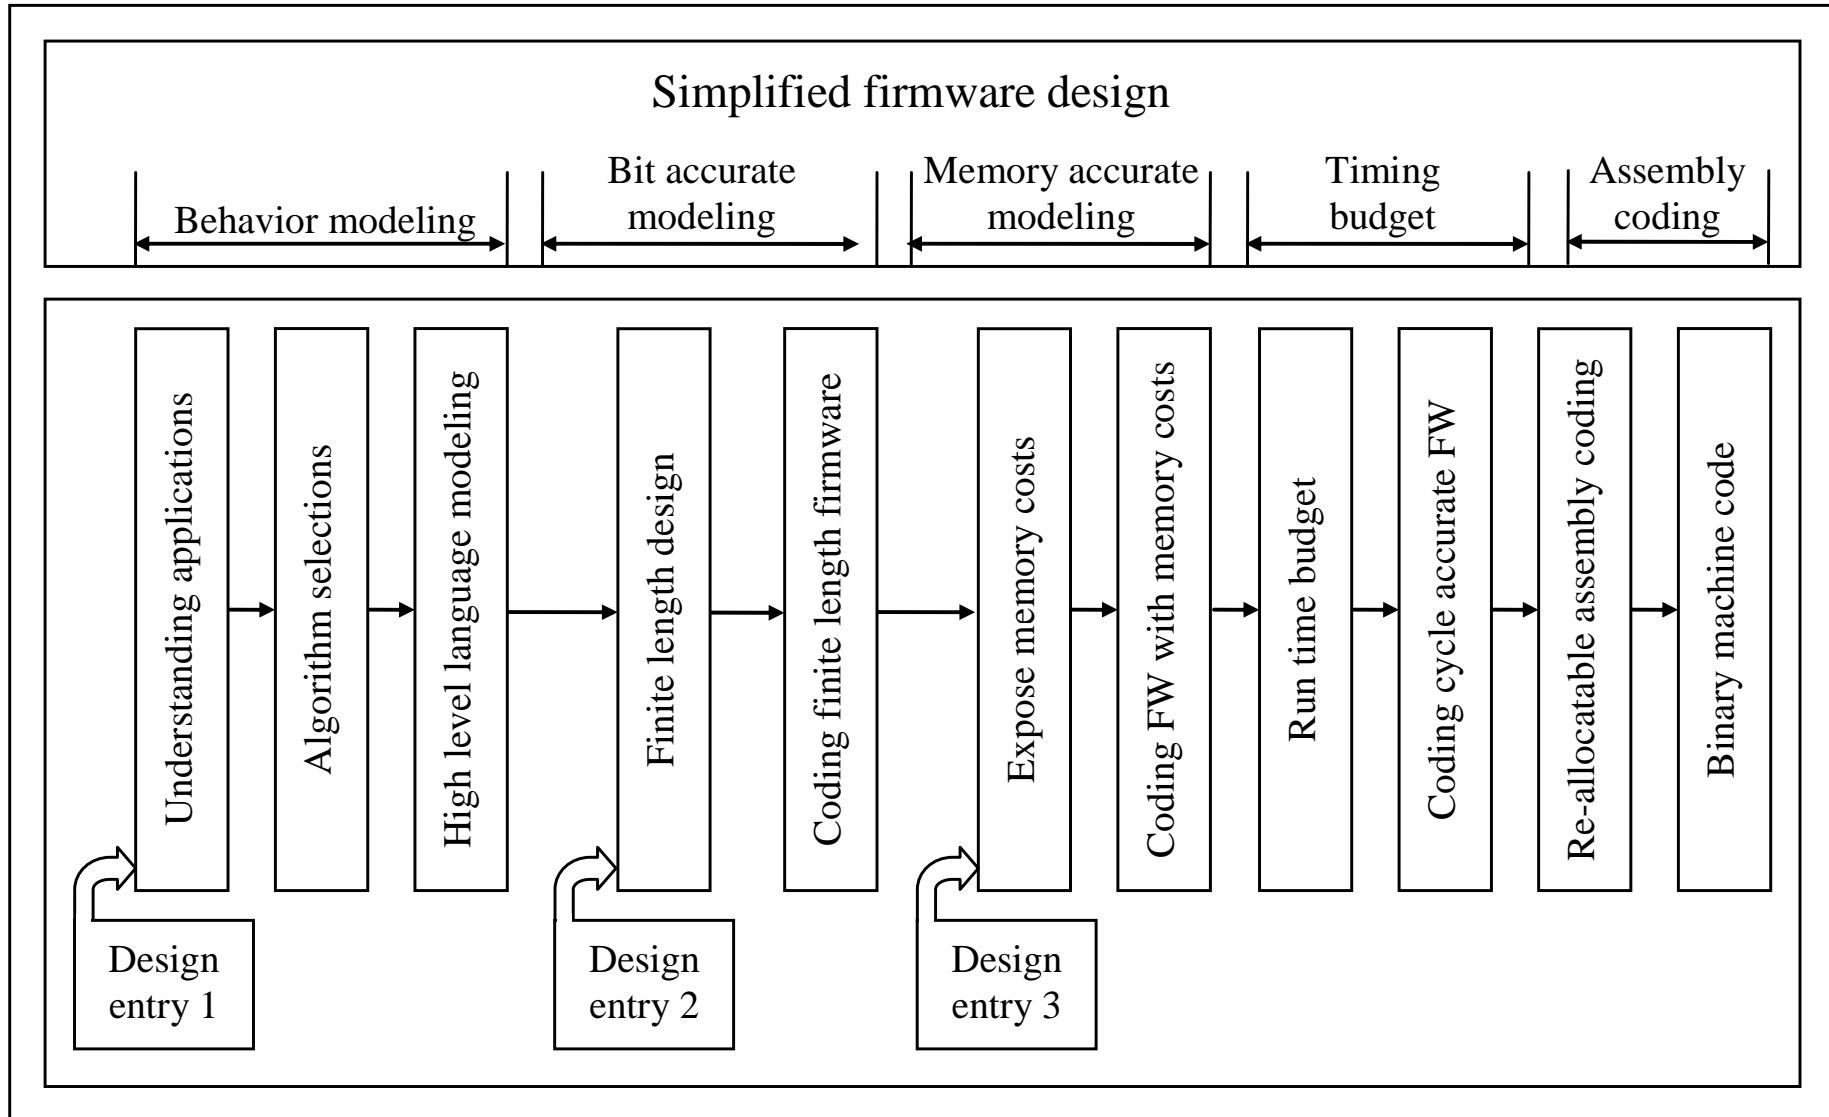 Simplified firmware design
Behavior modeling
Bit accurate
modeling
Memory accurate
modeling
Timing
budget
Assembly
coding
Understanding applications
Algorithm selections
High level language modeling
Finite length design
Coding finite length firmware
Expose memory costs
Coding FW with memory costs
Run time budget
Coding cycle accurate FW
Re-allocatable assembly coding
Binary machine code
Design
entry 1
Design
entry 2
Design
entry 3